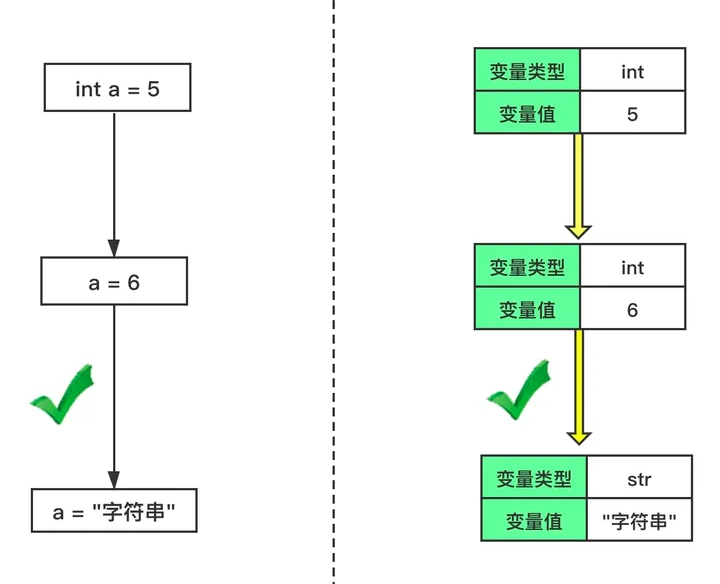 int a = 5
a = 6
a = "字符串"
变量类型 int
变量值 5
变量类型 int
变量值 6
变量类型 str
变量值 "字符串"